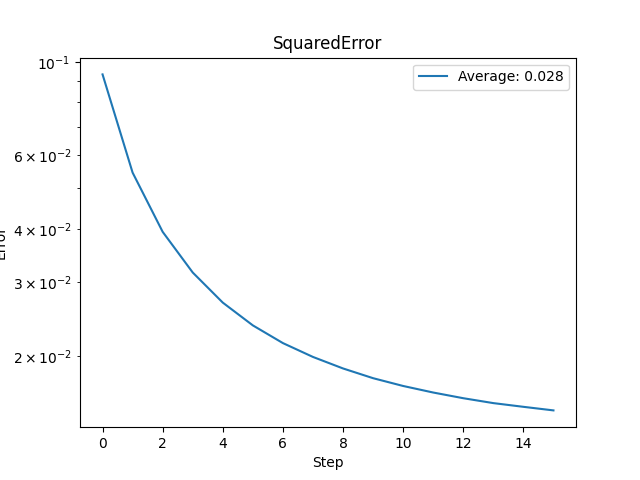 SquaredError
Average: 0.028
10⁻¹
6 × 10⁻²
4 × 10⁻²
3 × 10⁻²
2 × 10⁻²
Error
0 2 4 6 8 10 12 14
Step